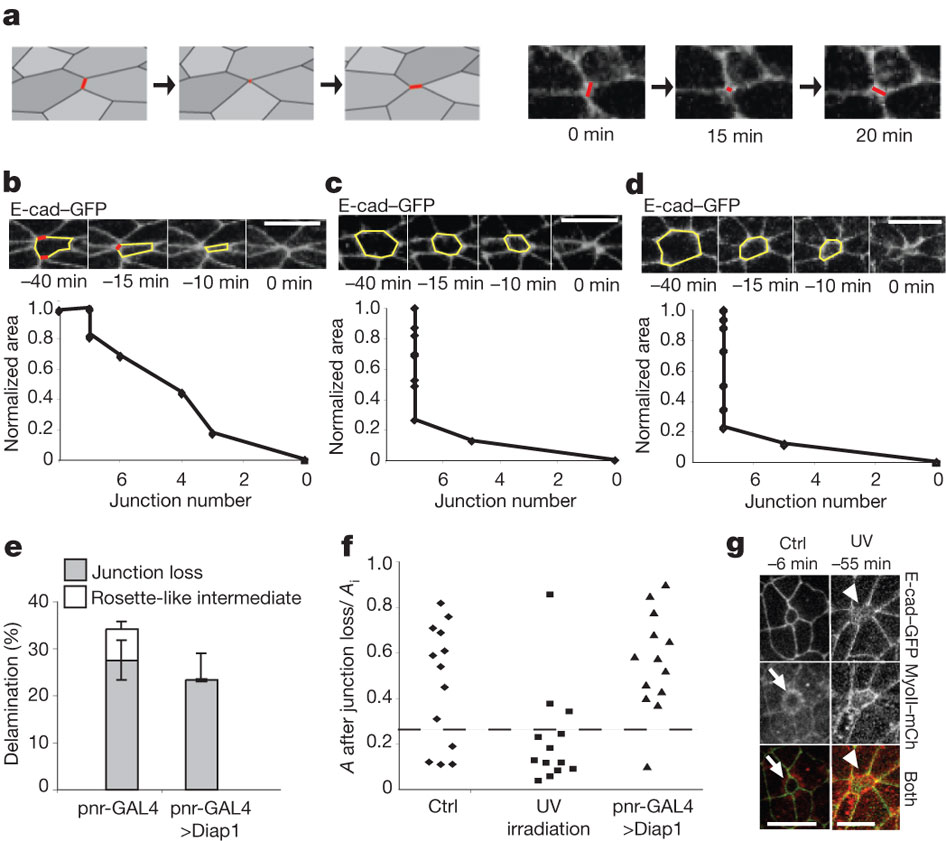 a
0 min
15 min
20 min
b
E-cad–GFP
–40 min
–15 min
–10 min
0 min
Normalized area
1.0
0.8
0.6
0.4
0.2
0
6
4
2
0
Junction number
c
E-cad–GFP
–40 min
–15 min
–10 min
0 min
Normalized area
1.0
0.8
0.6
0.4
0.2
0
6
4
2
0
Junction number
d
E-cad–GFP
–40 min
–15 min
–10 min
0 min
Normalized area
1.0
0.8
0.6
0.4
0.2
0
6
4
2
0
Junction number
e
Junction loss
Rosette-like intermediate
Delamination (%)
40
30
20
10
0
pnr-GAL4
pnr-GAL4
>Diap1
f
A after junction loss/ Ai
1.0
0.8
0.6
0.4
0.2
0
Ctrl
UV
irradiation
pnr-GAL4
>Diap1
g
Ctrl
–6 min
UV
–55 min
E-cad–GFP
MyoII–mCh
Both